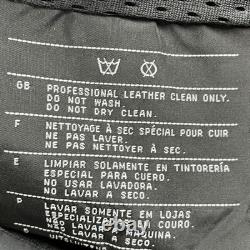 GB PROFESSIONAL LEATHER CLEAN ONLY.
DO NOT WASH.
DO NOT DRY CLEAN.
F NETTOYAGE À SEC SPÉCIAL POUR CUIR
NE PAS LAVER.
NE PAS NETTOYER À SEC.
E LIMPIAR SOLAMENTE EN TINTORERÍA
ESPECIAL PARA CUERO.
NO USAR LAVADORA.
NO LAVAR A SECO.
P LAVAR SOMENTE EM LOJAS
ESPECIALIZADAS EM COURO.
LAVAR A MÁQUINA.
A SECO.